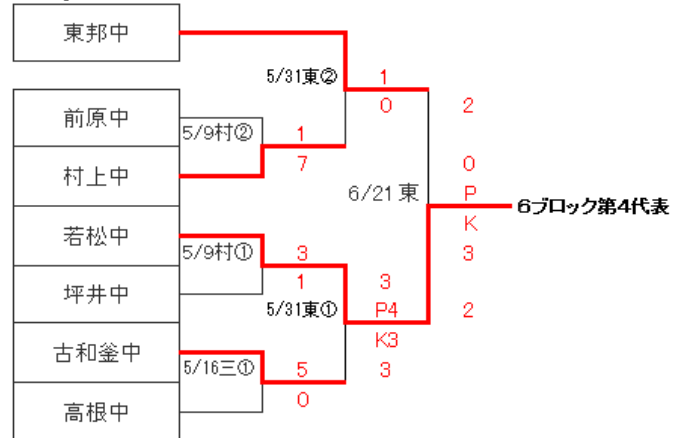 東邦中
5/31東②
1
0
前原中
5/9村②
1
7
村上中
2
0
P
K
3
2
6/21東
6ブロック第4代表
若松中
5/9村①
3
1
坪井中
5/31東①
3
P4
K3
3
古和釜中
5/16三①
5
0
高根中